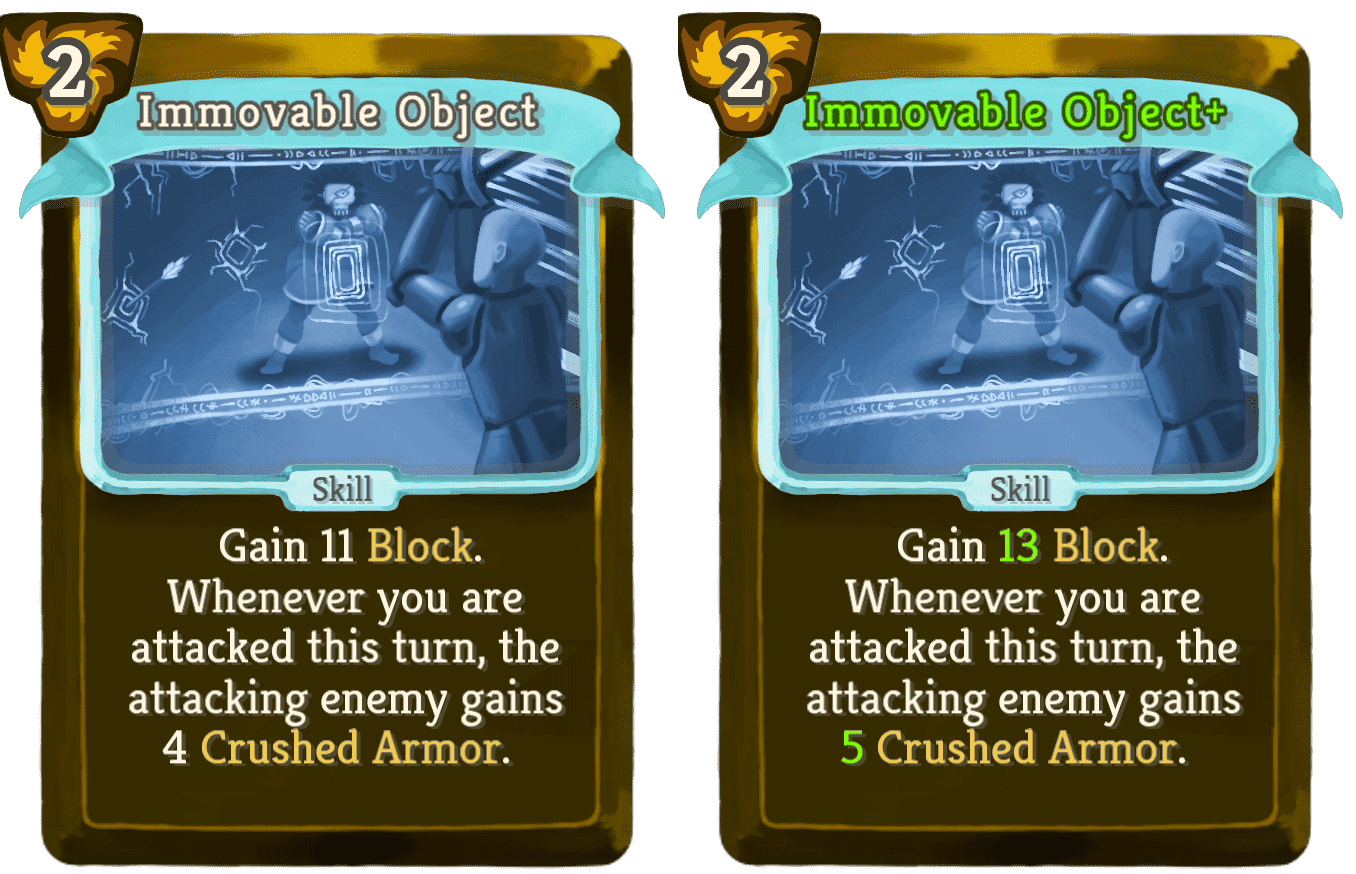 2
Immovable Object
Skill
Gain 11 Block.
Whenever you are
attacked this turn, the
attacking enemy gains
4 Crushed Armor.
2
Immovable Object+
Skill
Gain 13 Block.
Whenever you are
attacked this turn, the
attacking enemy gains
5 Crushed Armor.